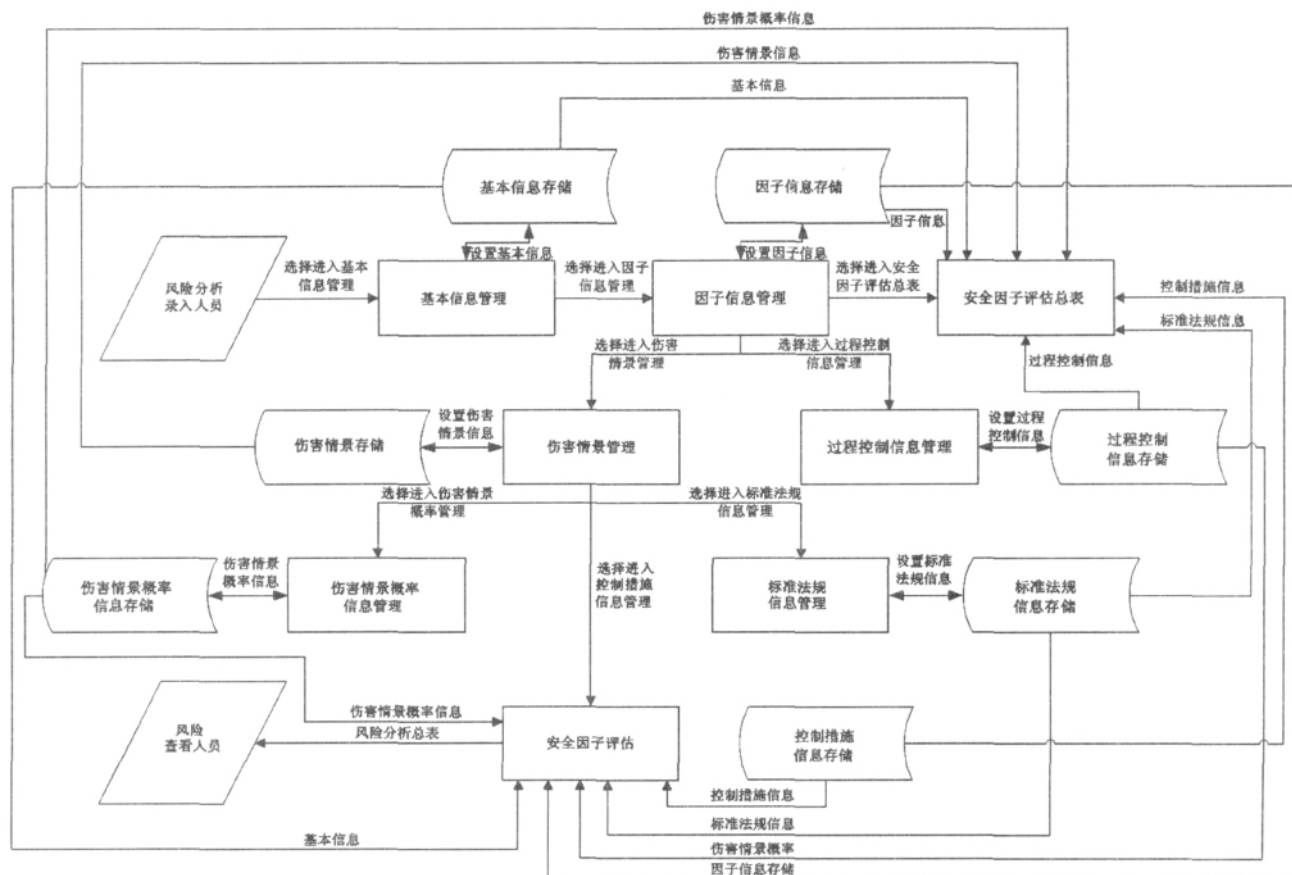 伤害情景概率信息
伤害情景信息
基本信息
基本信息存储
因子信息存储
因子信息
设置基本信息
设置因子信息
风险分析
录入人员
选择进入基本
信息管理
基本信息管理
选择进入因子
信息管理
因子信息管理
选择进入安全
因子评估总表
安全因子评估总表
控制措施信息
标准法规信息
选择进入伤害
情景管理
选择进入过程控制
信息管理
过程控制信息
伤害情景存储
设置伤害
情景信息
伤害情景管理
过程控制信息管理
设置过程
控制信息
过程控制
信息存储
选择进入伤害情景
概率管理
选择进入标准法规
信息管理
伤害情景概率
信息存储
伤害情景
概率信息
伤害情景概率
信息管理
选择进入
控制措施
信息管理
标准法规
信息管理
设置标准
法规信息
标准法规
信息存储
风险
查看人员
伤害情景概率信息
风险分析总表
安全因子评估
控制措施
信息存储
控制措施信息
标准法规信息
基本信息
伤害情景概率
因子信息存储